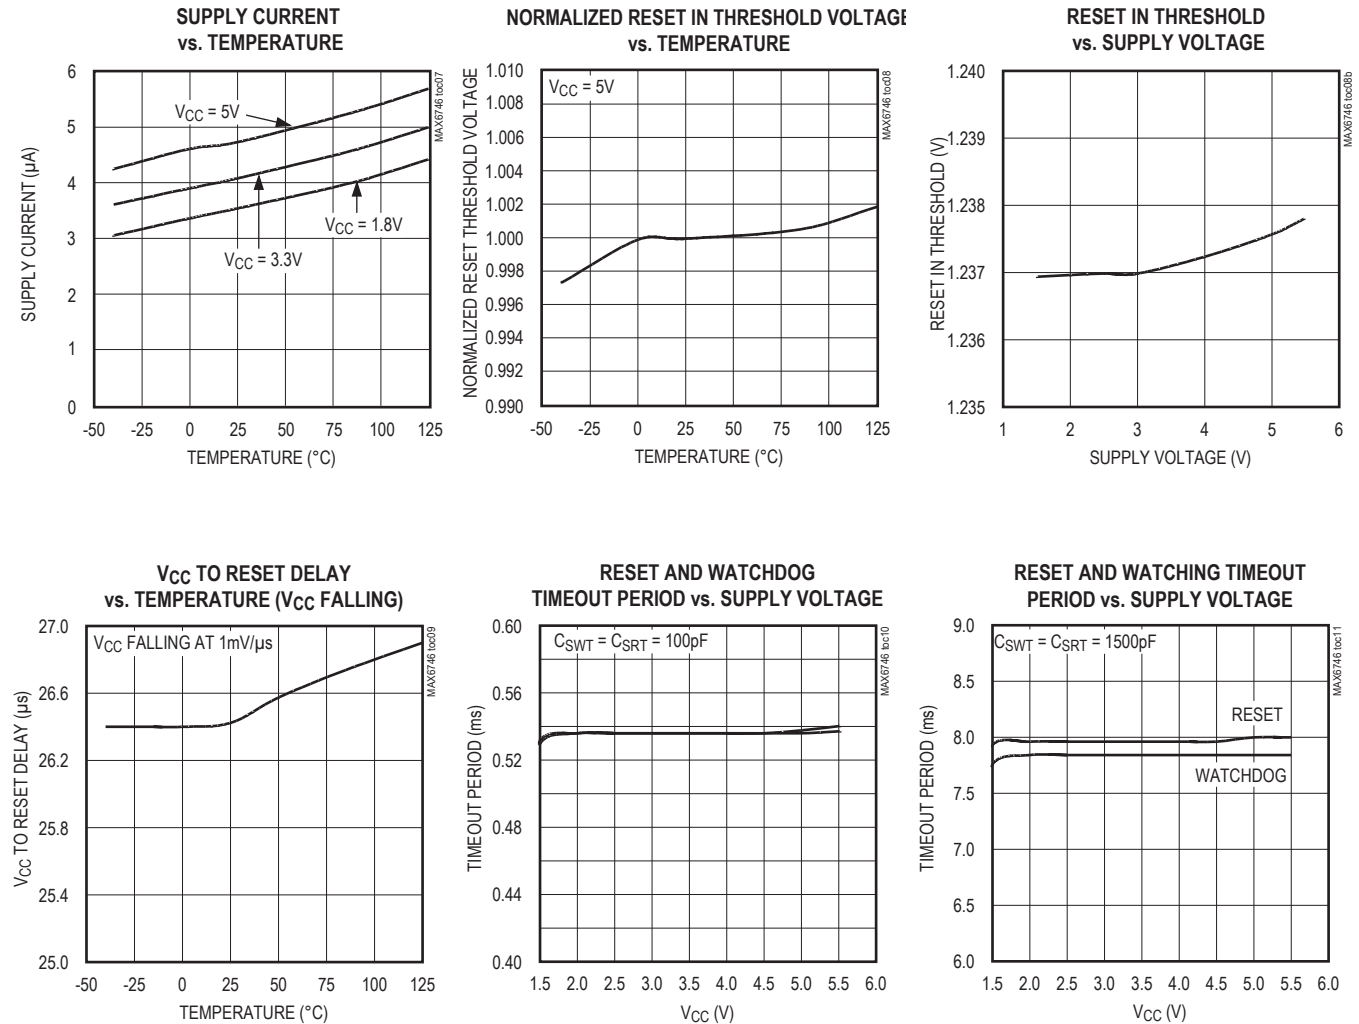 SUPPLY CURRENT
vs. TEMPERATURE
6
5
4
3
2
1
0
SUPPLY CURRENT (µA)
VCC = 5V
VCC = 1.8V
VCC = 3.3V
MAX6746 toc07
-50 -25 0 25 50 75 100 125
TEMPERATURE (°C)
NORMALIZED RESET IN THRESHOLD VOLTAGE
vs. TEMPERATURE
1.010
1.008
1.006
1.004
1.002
1.000
0.998
0.996
0.994
0.992
0.990
NORMALIZED RESET THRESHOLD VOLTAGE
VCC = 5V
MAX6746 toc08
-50 -25 0 25 50 75 100 125
TEMPERATURE (°C)
RESET IN THRESHOLD
vs. SUPPLY VOLTAGE
1.240
1.239
1.238
1.237
1.236
1.235
RESET IN THRESHOLD (V)
MAX6746 toc08b
1 2 3 4 5 6
SUPPLY VOLTAGE (V)
VCC TO RESET DELAY
vs. TEMPERATURE (VCC FALLING)
27.0
26.6
26.2
25.8
25.4
25.0
VCC TO RESET DELAY (µs)
VCC FALLING AT 1mV/µs
MAX6746 toc09
-50 -25 0 25 50 75 100 125
TEMPERATURE (°C)
RESET AND WATCHDOG
TIMEOUT PERIOD vs. SUPPLY VOLTAGE
0.60
0.56
0.52
0.48
0.44
0.40
TIMEOUT PERIOD (ms)
CSWT = CSRT = 100pF
MAX6746 toc10
1.5 2.0 2.5 3.0 3.5 4.0 4.5 5.0 5.5 6.0
VCC (V)
RESET AND WATCHING TIMEOUT
PERIOD vs. SUPPLY VOLTAGE
9.0
8.5
8.0
7.5
7.0
6.5
6.0
TIMEOUT PERIOD (ms)
CSWT = CSRT = 1500pF
RESET
WATCHDOG
MAX6746 toc11
1.5 2.0 2.5 3.0 3.5 4.0 4.5 5.0 5.5 6.0
VCC (V)